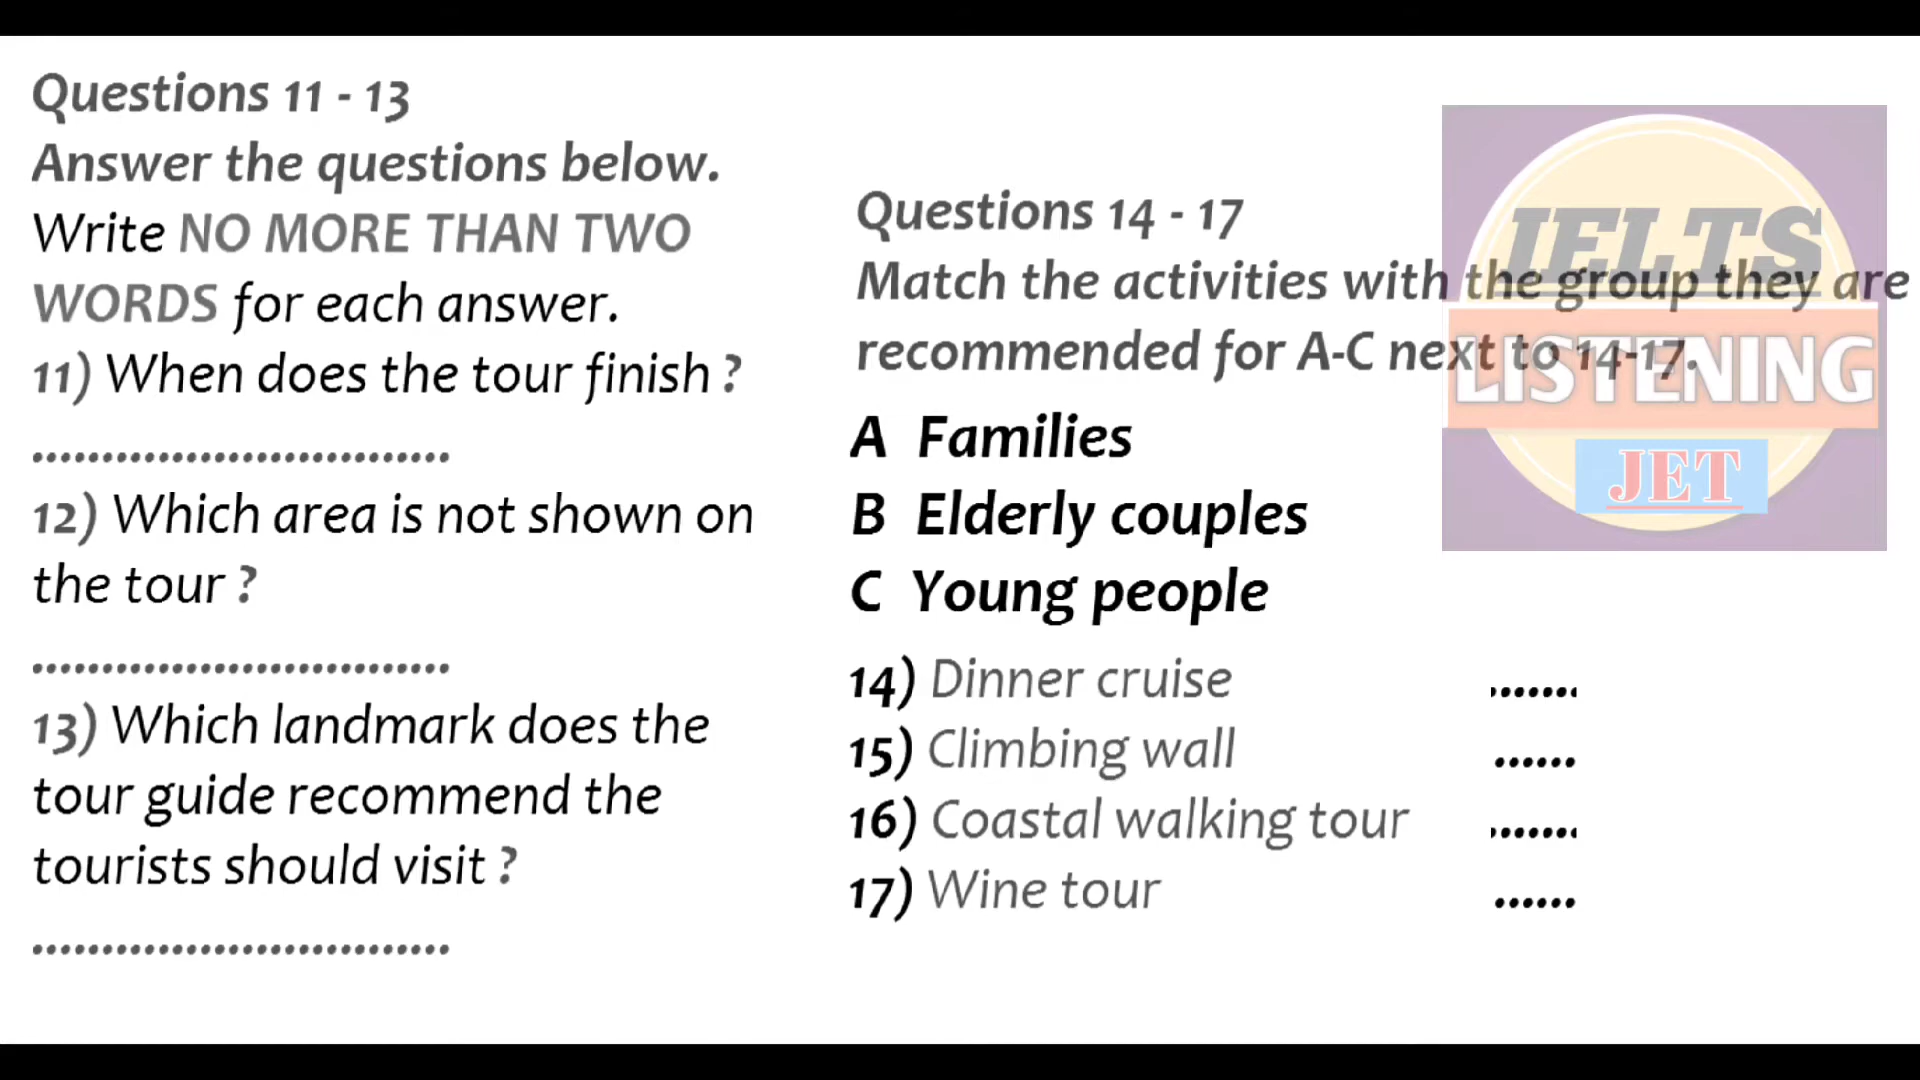 Questions 11 - 13
Answer the questions below.
Write NO MORE THAN TWO
WORDS for each answer.
11) When does the tour finish ?
..............................
12) Which area is not shown on
the tour ?
..............................
13) Which landmark does the
tour guide recommend the
tourists should visit ?
..............................
Questions 14 - 17
Match the activities with the group they are
recommended for A-C next to 14-17.
A Families
B Elderly couples
C Young people
14) Dinner cruise .......
15) Climbing wall ......
16) Coastal walking tour .......
17) Wine tour ......
IELTS
LISTENING
JET